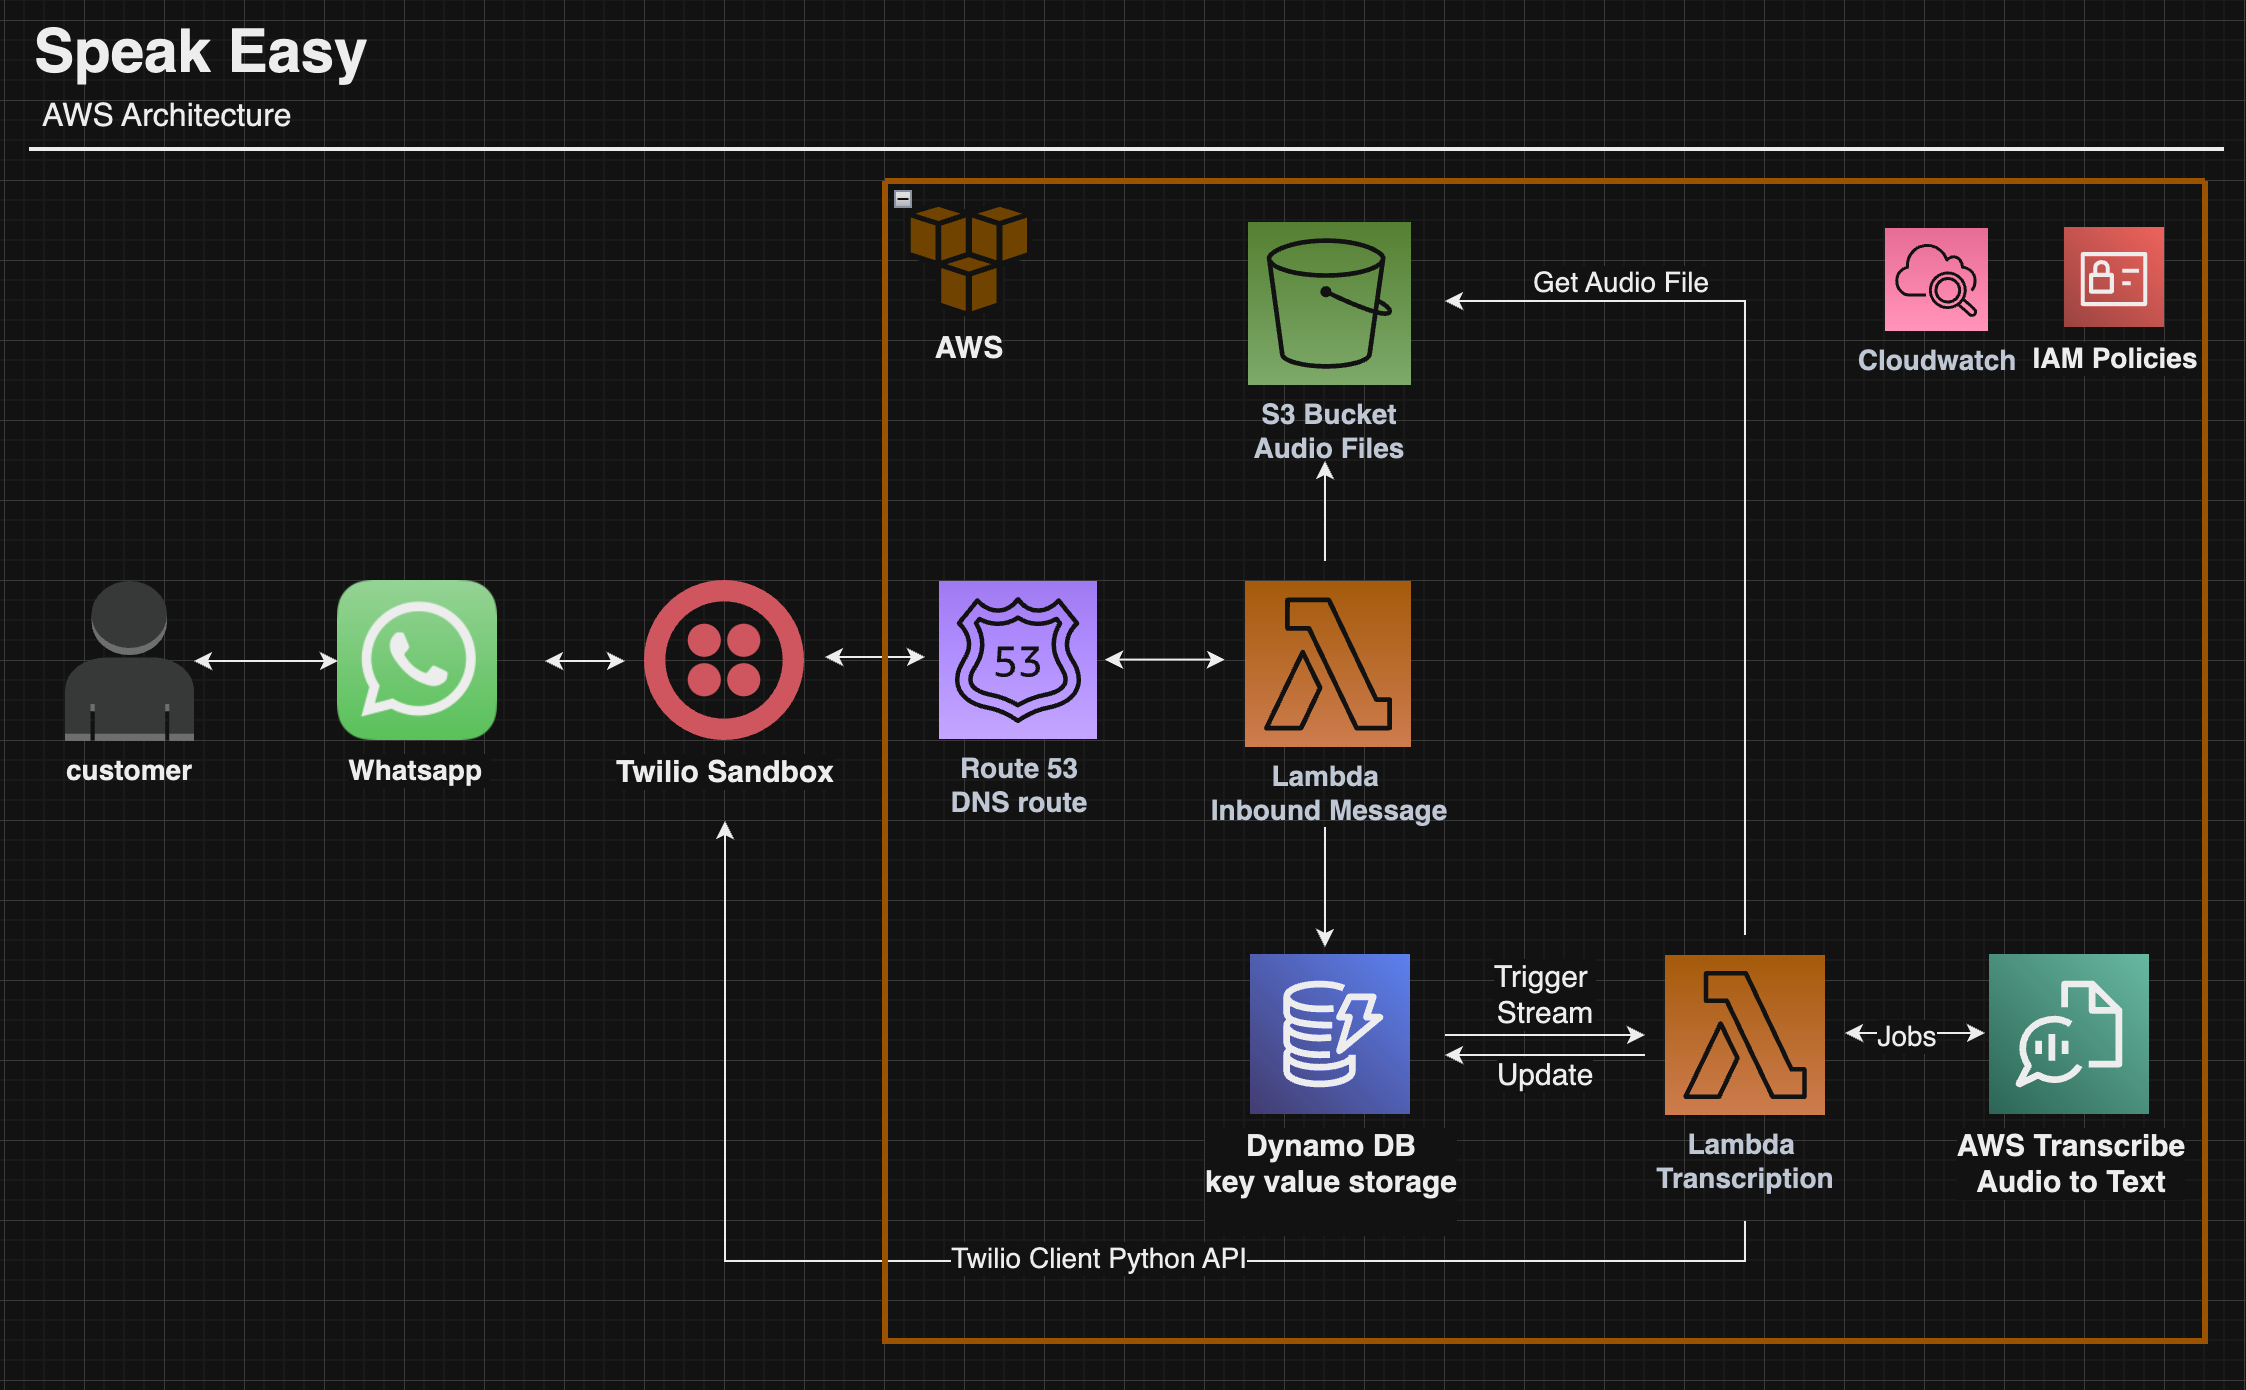 Speak Easy
AWS Architecture
AWS
S3 Bucket
Audio Files
Get Audio File
Cloudwatch
IAM Policies
customer
Whatsapp
Twilio Sandbox
53
Route 53
DNS route
Lambda
Inbound Message
Trigger
Stream
Update
Jobs
Dynamo DB
key value storage
Lambda
Transcription
AWS Transcribe
Audio to Text
Twilio Client Python API